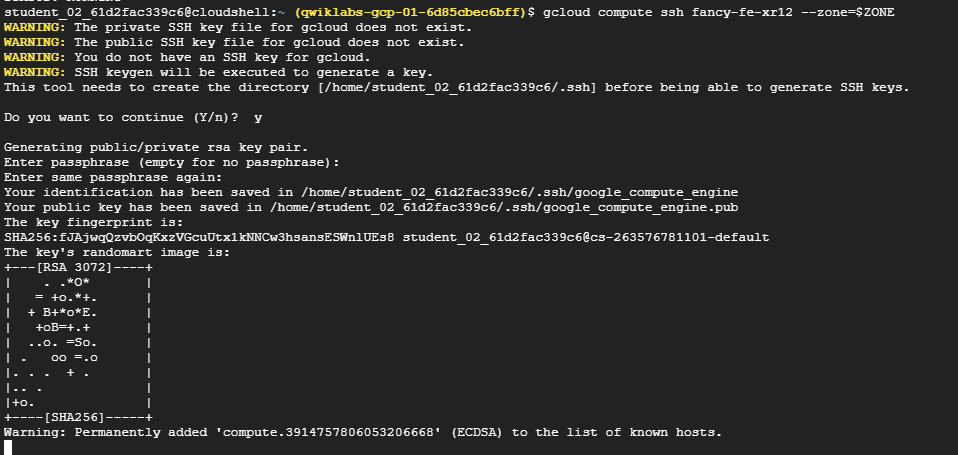 student_02_61d2fac339c6@cloudshell:~ (qwiklabs-gcp-01-6d85cbec6bff)$ gcloud compute ssh fancy-fe-xr12 --zone=$ZONE
WARNING: The private SSH key file for gcloud does not exist.
WARNING: The public SSH key file for gcloud does not exist.
WARNING: You do not have an SSH key for gcloud.
WARNING: SSH keygen will be executed to generate a key.
This tool needs to create the directory [/home/student_02_61d2fac339c6/.ssh] before being able to generate SSH keys.
Do you want to continue (Y/n)?  y
Generating public/private rsa key pair.
Enter passphrase (empty for no passphrase):
Enter same passphrase again:
Your identification has been saved in /home/student_02_61d2fac339c6/.ssh/google_compute_engine
Your public key has been saved in /home/student_02_61d2fac339c6/.ssh/google_compute_engine.pub
The key fingerprint is:
SHA256:fJAjwqQzvbOqKxzVGcuUtx1kNNCw3hsansESWnlUEs8 student_02_61d2fac339c6@cs-263576781101-default
The key's randomart image is:
+---[RSA 3072]----+
|    . .*O*       |
|   = +o.*+.      |
|  + B+*o*E.      |
|   +oB=+.+       |
|  ..o. =So.      |
| .   oo =.o      |
|. . .  + .       |
|.. .             |
|+o.              |
+----[SHA256]-----+
Warning: Permanently added 'compute.3914757806053206668' (ECDSA) to the list of known hosts.